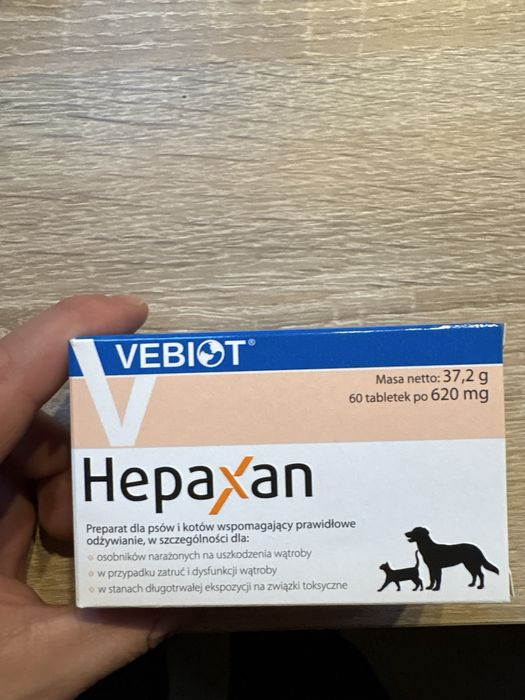 VEBIOT®
Masa netto: 37,2 g
60 tabletek po 620 mg
Hepaxan
Preparat dla psów i kotów wspomagający prawidłowe
odżywianie, w szczególności dla:
osobników narażonych na uszkodzenia wątroby
w przypadku zatruć i dysfunkcji wątroby
w stanach długotrwałej ekspozycji na związki toksyczne